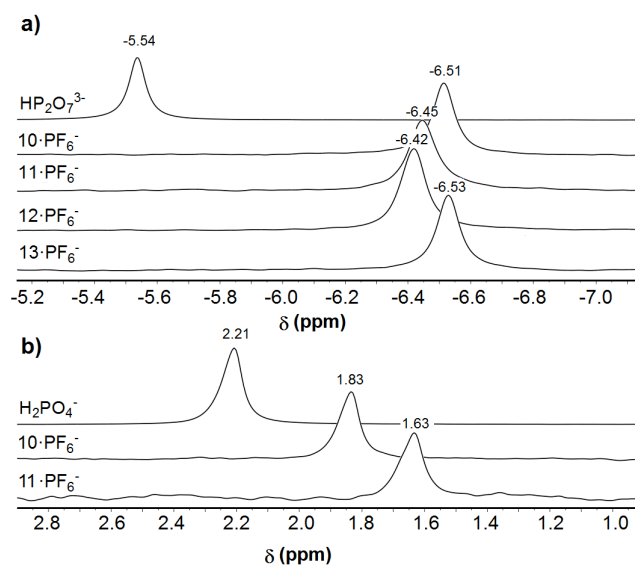 a)
-5.54
-6.51
HP₂O₇³⁻
-6.45
10·PF₆⁻
-6.42
11·PF₆⁻
-6.53
12·PF₆⁻
13·PF₆⁻
-5.2 -5.4 -5.6 -5.8 -6.0 -6.2 -6.4 -6.6 -6.8 -7.0
δ (ppm)
b)
2.21
1.83
H₂PO₄⁻
1.63
10·PF₆⁻
11·PF₆⁻
2.8 2.6 2.4 2.2 2.0 1.8 1.6 1.4 1.2 1.0
δ (ppm)